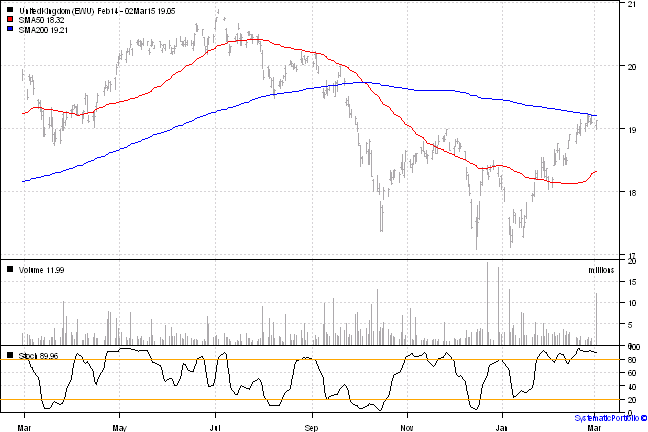 UnitedKingdom (EWU) Feb14 - 02Mar15 19.05
SMA50 18.32
SMA200 19.21
21
20
19
18
17
Volume 11.99
millions
20
15
10
5
0
Stoch 89.96
100
80
60
40
20
0
Mar May Jul Sep Nov Jan Mar
SystematicPortfolio ©